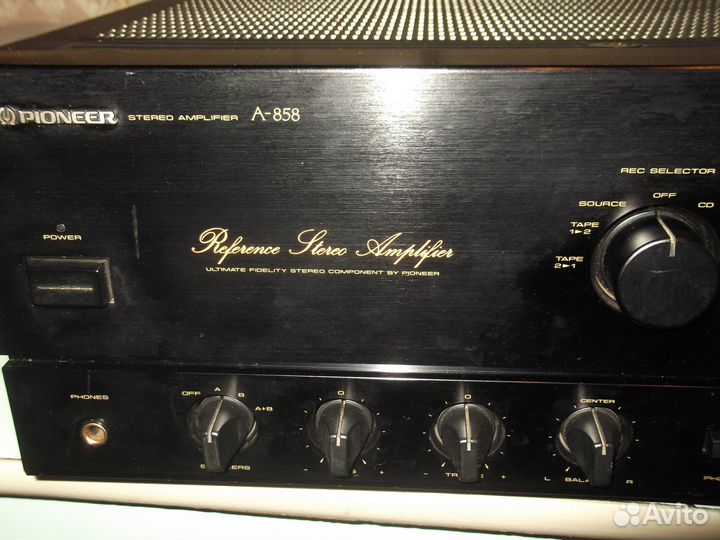 PIONEER STEREO AMPLIFIER A-858
REC SELECTOR
OFF
SOURCE
CD
TAPE
1▶2
TAPE
2▶1
POWER
Reference Stereo Amplifier
ULTIMATE FIDELITY STEREO COMPONENT BY PIONEER
PHONES
OFF
A
B
A+B
0
-
+
0
+
CENTER
L
R
Avito